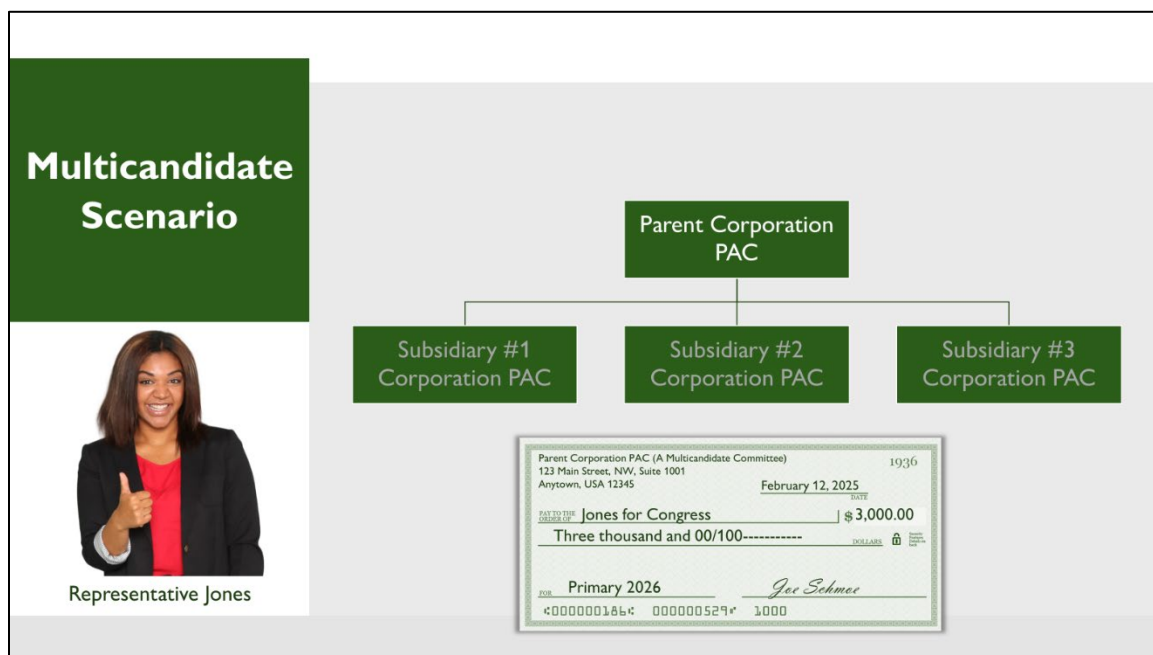 Multicandidate
Scenario
Representative Jones
Parent Corporation
PAC
Subsidiary #1
Corporation PAC
Subsidiary #2
Corporation PAC
Subsidiary #3
Corporation PAC
Parent Corporation PAC (A Multicandidate Committee)
123 Main Street, NW, Suite 1001
Anytown, USA 12345
1936
February 12, 2025
DATE
PAY TO THE
ORDER OF Jones for Congress $ 3,000.00
Three thousand and 00/100----------- DOLLARS
FOR Primary 2026 Joe Schmoe
⑆000000186⑆ 000000529⑈ 1000